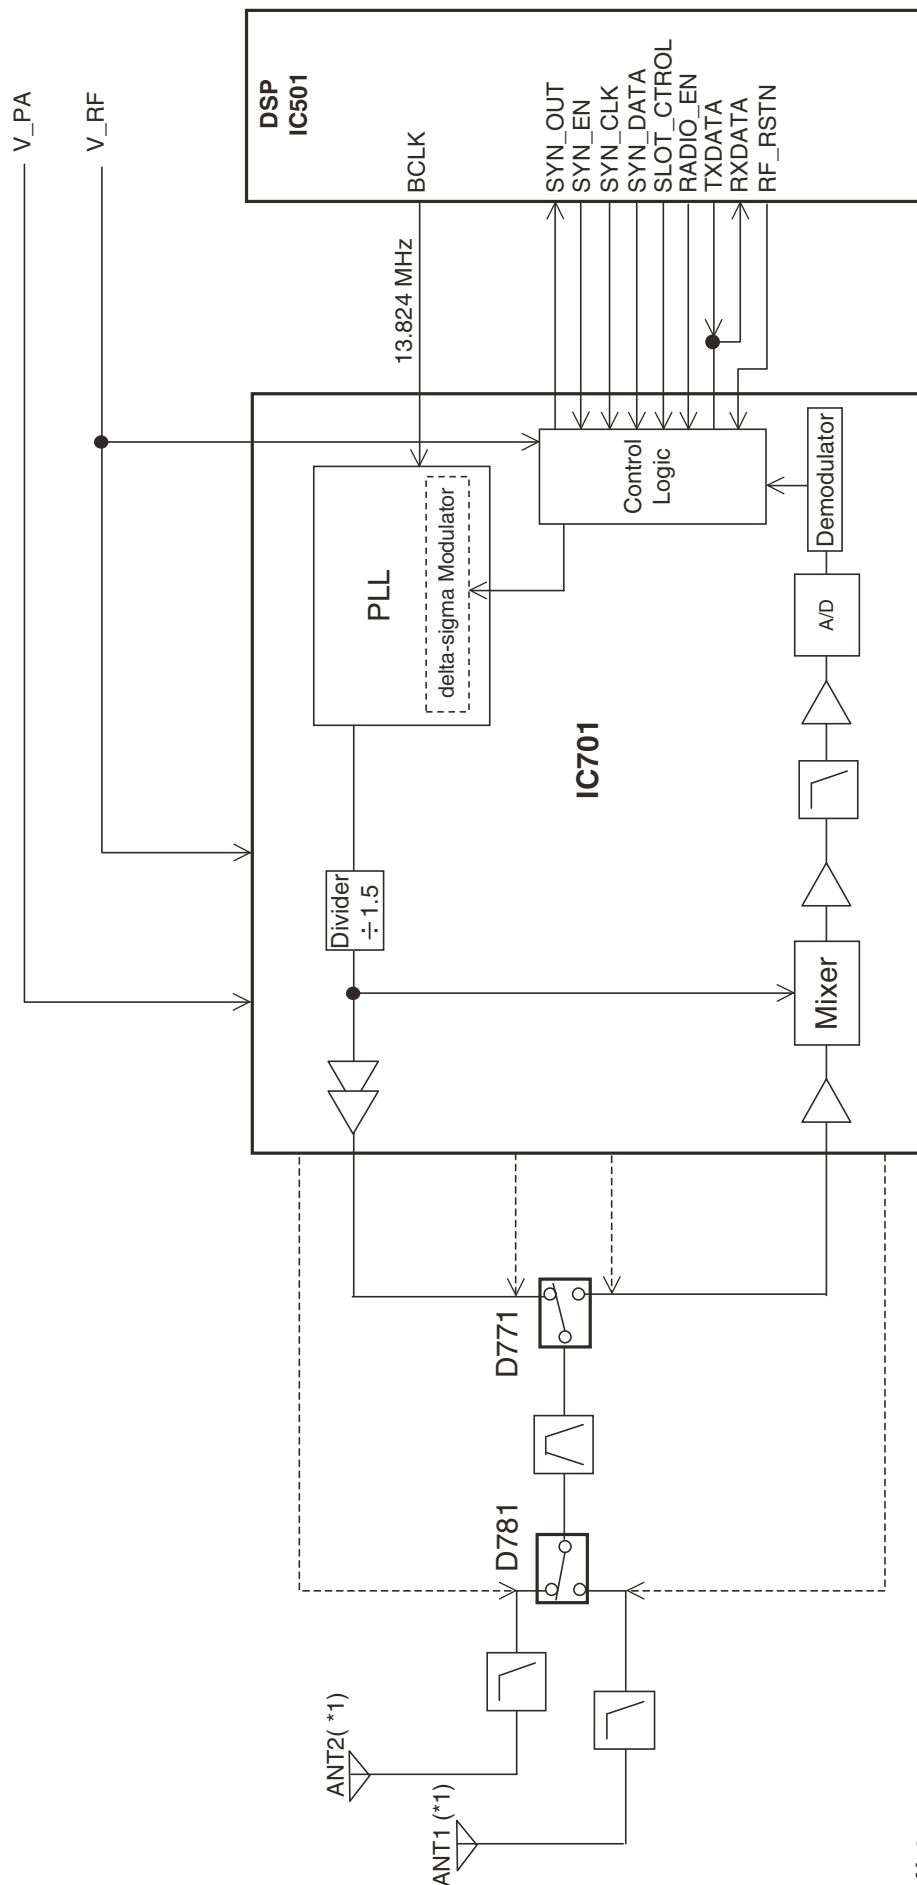 V_PA
V_RF
DSP
IC501
BCLK
13.824 MHz
SYN_OUT
SYN_EN
SYN_CLK
SYN_DATA
SLOT_CTROL
RADIO_EN
TXDATA
RXDATA
RF_RSTN
PLL
delta-sigma Modulator
Control
Logic
Demodulator
A/D
IC701
Divider
÷1.5
Mixer
D771
D781
ANT2( *1)
ANT1 (*1)